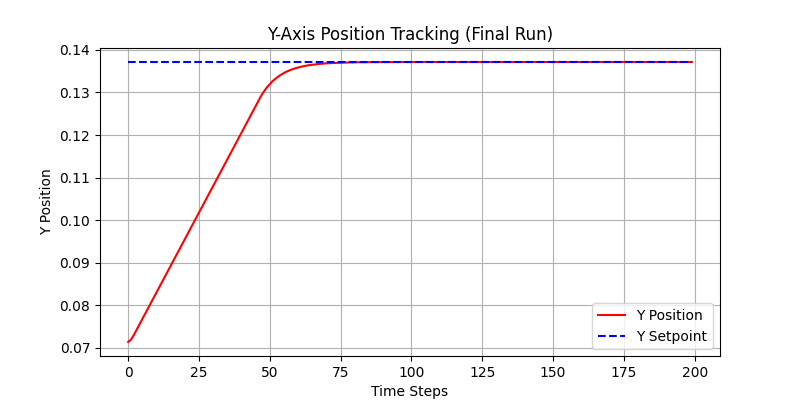 Y-Axis Position Tracking (Final Run)
0.14
0.13
0.12
0.11
0.10
0.09
0.08
0.07
Y Position
0 25 50 75 100 125 150 175 200
Time Steps
Y Position
Y Setpoint